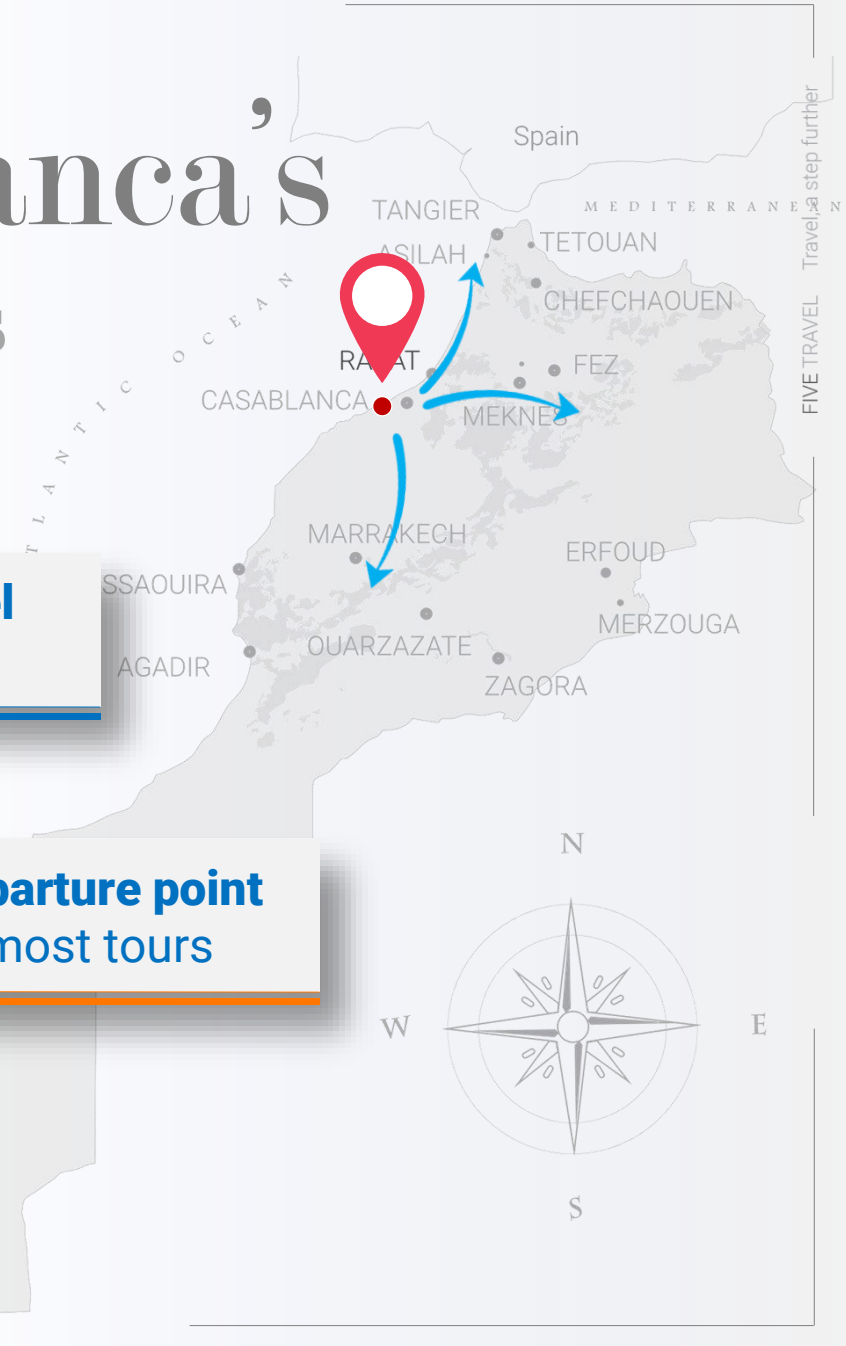 anca's
s
Spain
MEDITERRANEAN
TANGIER
TETOUAN
ASILAH
CHEFCHAOUEN
ATLANTIC OCEAN
RABAT
FEZ
CASABLANCA
MEKNES
MARRAKECH
ERFOUD
SSAOUIRA
MERZOUGA
OUARZAZATE
AGADIR
ZAGORA
el
parture point
most tours
N
W
E
S
FIVE TRAVEL Travel, a step further